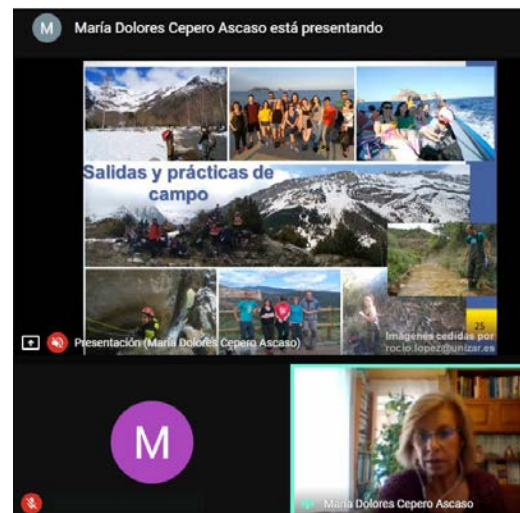 M
María Dolores Cepero Ascaso está presentando
Salidas y prácticas de
campo
25
Presentación (María Dolores Cepero Ascaso)
Imágenes cedidas por
rocio.lopez@unizar.es
M
María Dolores Cepero Ascaso